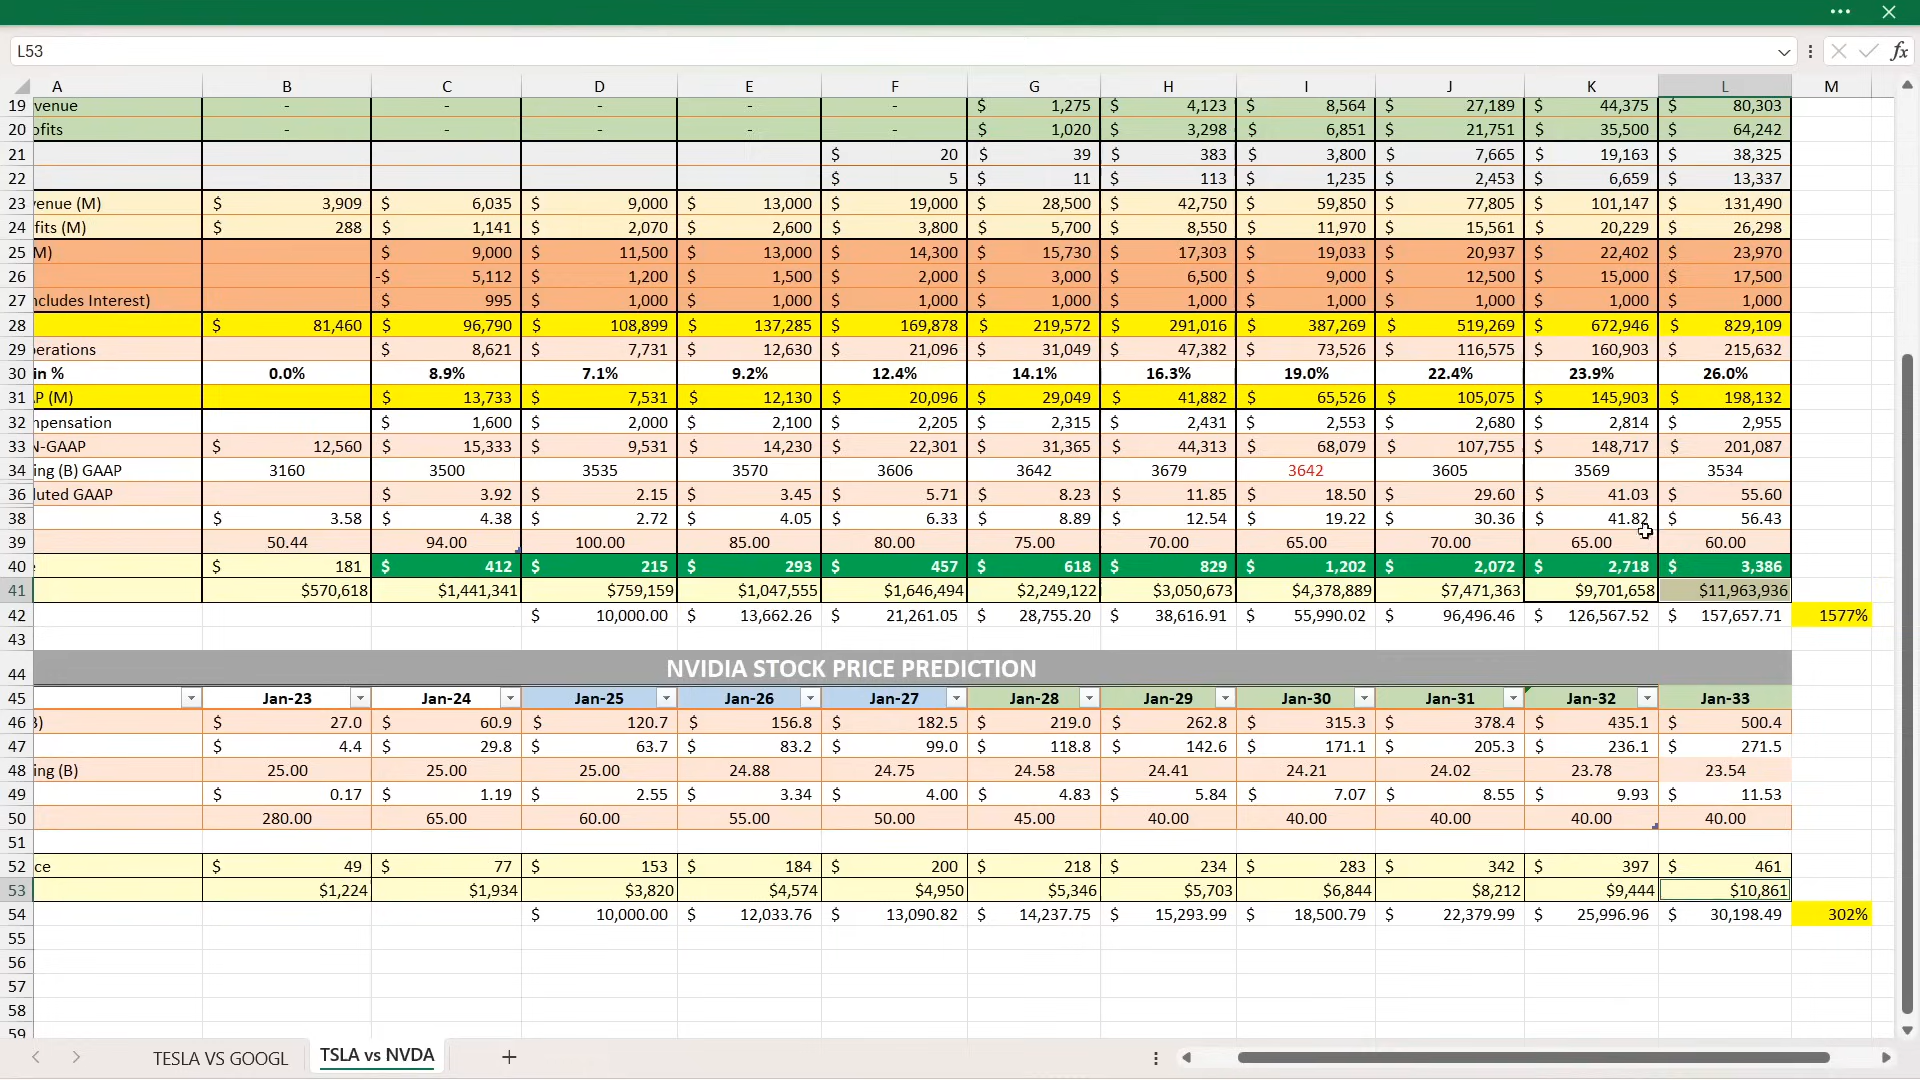 L53
fx
A B C D E F G H I J K L M
19 venue - - - - - $ 1,275 $ 4,123 $ 8,564 $ 27,189 $ 44,375 $ 80,303
20 ofits - - - - - $ 1,020 $ 3,298 $ 6,851 $ 21,751 $ 35,500 $ 64,242
21 $ 20 $ 39 $ 383 $ 3,800 $ 7,665 $ 19,163 $ 38,325
22 $ 5 $ 11 $ 113 $ 1,235 $ 2,453 $ 6,659 $ 13,337
23 venue (M) $ 3,909 $ 6,035 $ 9,000 $ 13,000 $ 19,000 $ 28,500 $ 42,750 $ 59,850 $ 77,805 $ 101,147 $ 131,490
24 fits (M) $ 288 $ 1,141 $ 2,070 $ 2,600 $ 3,800 $ 5,700 $ 8,550 $ 11,970 $ 15,561 $ 20,229 $ 26,298
25 M) $ 9,000 $ 11,500 $ 13,000 $ 14,300 $ 15,730 $ 17,303 $ 19,033 $ 20,937 $ 22,402 $ 23,970
26 -$ 5,112 $ 1,200 $ 1,500 $ 2,000 $ 3,000 $ 6,500 $ 9,000 $ 12,500 $ 15,000 $ 17,500
27 ncludes Interest) $ 995 $ 1,000 $ 1,000 $ 1,000 $ 1,000 $ 1,000 $ 1,000 $ 1,000 $ 1,000 $ 1,000
28 $ 81,460 $ 96,790 $ 108,899 $ 137,285 $ 169,878 $ 219,572 $ 291,016 $ 387,269 $ 519,269 $ 672,946 $ 829,109
29 perations $ 8,621 $ 7,731 $ 12,630 $ 21,096 $ 31,049 $ 47,382 $ 73,526 $ 116,575 $ 160,903 $ 215,632
30 in % 0.0% 8.9% 7.1% 9.2% 12.4% 14.1% 16.3% 19.0% 22.4% 23.9% 26.0%
31 P (M) $ 13,733 $ 7,531 $ 12,130 $ 20,096 $ 29,049 $ 41,882 $ 65,526 $ 105,075 $ 145,903 $ 198,132
32 npensation $ 1,600 $ 2,000 $ 2,100 $ 2,205 $ 2,315 $ 2,431 $ 2,553 $ 2,680 $ 2,814 $ 2,955
33 N-GAAP $ 12,560 $ 15,333 $ 9,531 $ 14,230 $ 22,301 $ 31,365 $ 44,313 $ 68,079 $ 107,755 $ 148,717 $ 201,087
34 ing (B) GAAP 3160 3500 3535 3570 3606 3642 3679 3642 3605 3569 3534
36 luted GAAP $ 3.92 $ 2.15 $ 3.45 $ 5.71 $ 8.23 $ 11.85 $ 18.50 $ 29.60 $ 41.03 $ 55.60
38 $ 3.58 $ 4.38 $ 2.72 $ 4.05 $ 6.33 $ 8.89 $ 12.54 $ 19.22 $ 30.36 $ 41.82 $ 56.43
39 50.44 94.00 100.00 85.00 80.00 75.00 70.00 65.00 70.00 65.00 60.00
40 $ 181 $ 412 $ 215 $ 293 $ 457 $ 618 $ 829 $ 1,202 $ 2,072 $ 2,718 $ 3,386
41 $570,618 $1,441,341 $759,159 $1,047,555 $1,646,494 $2,249,122 $3,050,673 $4,378,889 $7,471,363 $9,701,658 $11,963,936
42 $ 10,000.00 $ 13,662.26 $ 21,261.05 $ 28,755.20 $ 38,616.91 $ 55,990.02 $ 96,496.46 $ 126,567.52 $ 157,657.71 1577%
43
44 NVIDIA STOCK PRICE PREDICTION
45 Jan-23 Jan-24 Jan-25 Jan-26 Jan-27 Jan-28 Jan-29 Jan-30 Jan-31 Jan-32 Jan-33
46 B) $ 27.0 $ 60.9 $ 120.7 $ 156.8 $ 182.5 $ 219.0 $ 262.8 $ 315.3 $ 378.4 $ 435.1 $ 500.4
47 $ 4.4 $ 29.8 $ 63.7 $ 83.2 $ 99.0 $ 118.8 $ 142.6 $ 171.1 $ 205.3 $ 236.1 $ 271.5
48 ing (B) 25.00 25.00 25.00 24.88 24.75 24.58 24.41 24.21 24.02 23.78 23.54
49 $ 0.17 $ 1.19 $ 2.55 $ 3.34 $ 4.00 $ 4.83 $ 5.84 $ 7.07 $ 8.55 $ 9.93 $ 11.53
50 280.00 65.00 60.00 55.00 50.00 45.00 40.00 40.00 40.00 40.00 40.00
51
52 ce $ 49 $ 77 $ 153 $ 184 $ 200 $ 218 $ 234 $ 283 $ 342 $ 397 $ 461
53 $1,224 $1,934 $3,820 $4,574 $4,950 $5,346 $5,703 $6,844 $8,212 $9,444 $10,861
54 $ 10,000.00 $ 12,033.76 $ 13,090.82 $ 14,237.75 $ 15,293.99 $ 18,500.79 $ 22,379.99 $ 25,996.96 $ 30,198.49 302%
55
56
57
58
59
TESLA VS GOOGL TSLA vs NVDA +